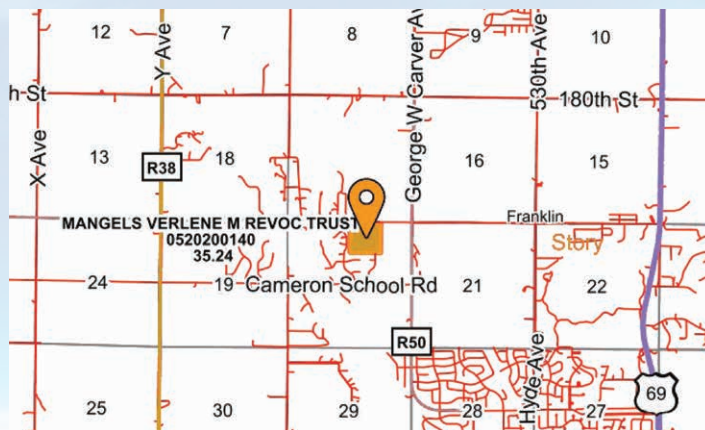 12
Y Ave
7
8
George W Carver Av
9
530th-Ave
10
h-St
180th St
X Ave
13
R38
18
16
15
MANGELS VERLENE M REVOC TRUST
0520200140
35.24
Franklin
Story
24
19
Cameron School Rd
21
22
R50
Hyde Ave
69
25
30
29
28
27